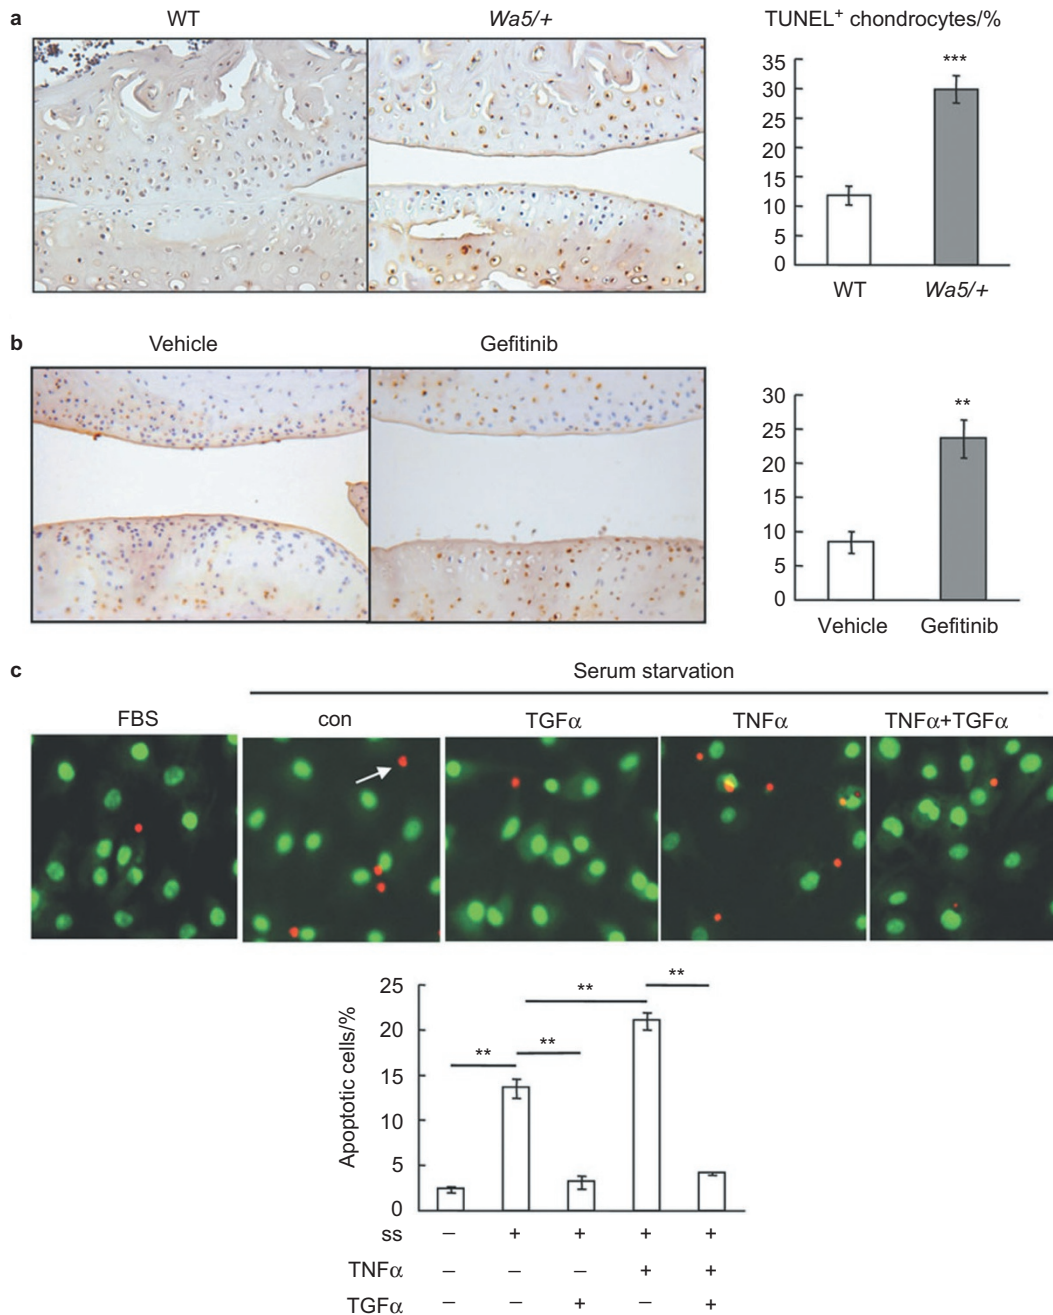 a
WT
Wa5/+
TUNEL+ chondrocytes/%
35
30
25
20
15
10
5
0
***
WT
Wa5/+
b
Vehicle
Gefitinib
30
25
20
15
10
5
0
**
Vehicle
Gefitinib
c
Serum starvation
FBS
con
TGFα
TNFα
TNFα+TGFα
Apoptotic cells/%
25
20
15
10
5
0
**
**
**
**
ss – + + + +
TNFα – – – + +
TGFα – – + – +